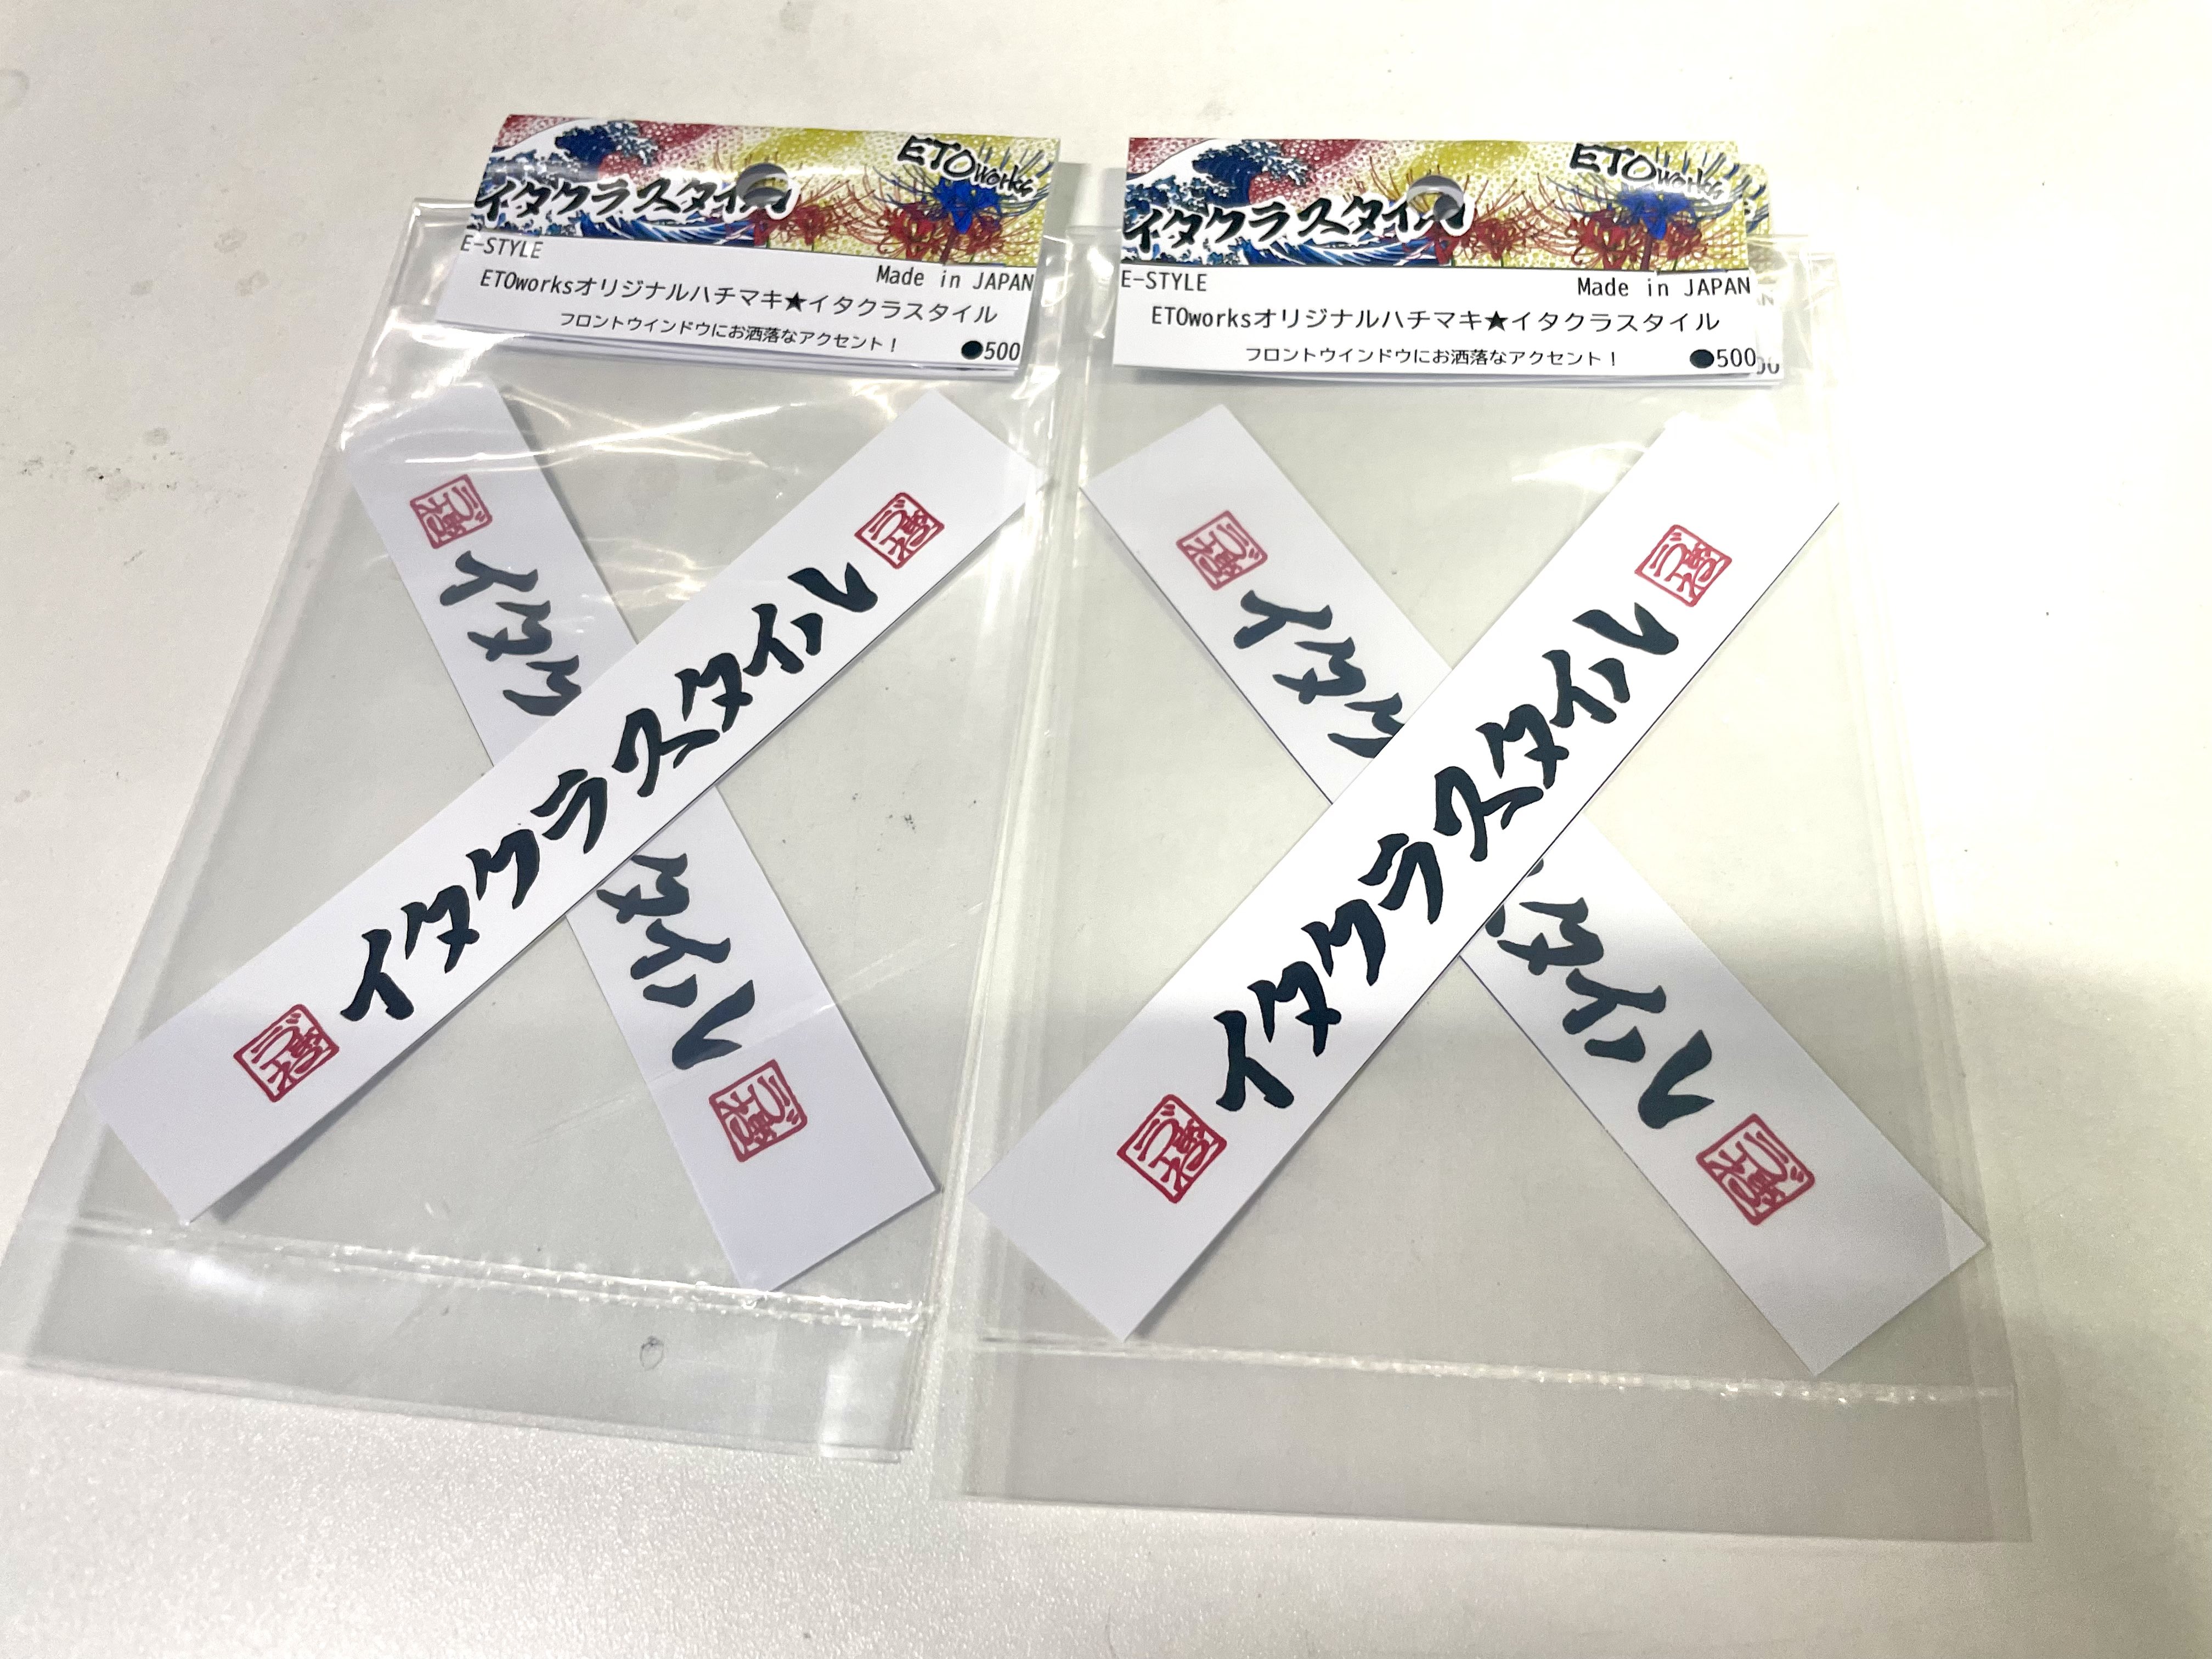 イタクラスタイル
ETOworks
E-STYLE
Made in JAPAN
ETOworksオリジナルハチマキ★イタクラスタイル
フロントウインドウにお洒落なアクセント！
●500
イタクラスタイル
イタク
タイル
イタクラスタイル
ETOworks
E-STYLE
Made in JAPAN
ETOworksオリジナルハチマキ★イタクラスタイル
フロントウインドウにお洒落なアクセント！
●500
イタクラスタイル
イタク
タイル